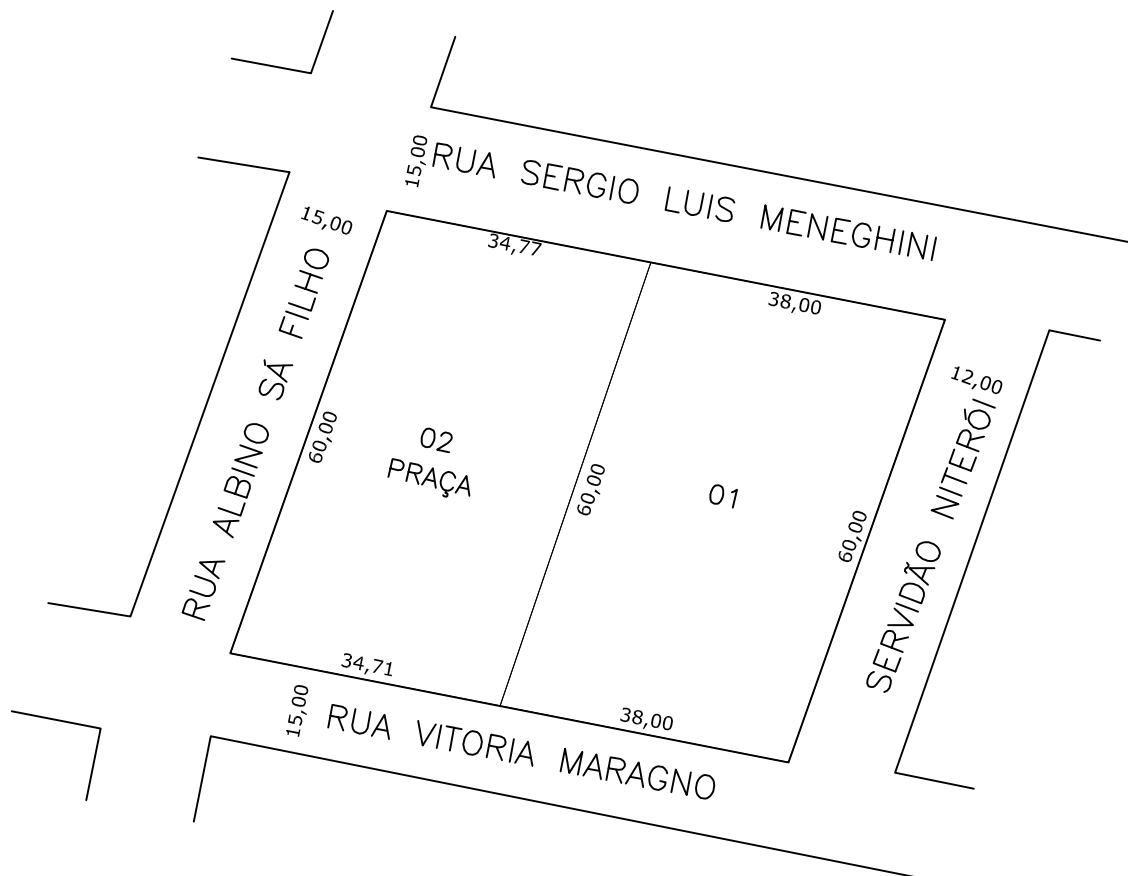 15,00
RUA SERGIO LUIS MENEGHINI
15,00
34,77
38,00
RUA ALBINO SÁ FILHO
60,00
02
PRAÇA
60,00
01
60,00
12,00
SERVIDÃO NITERÓI
34,71
38,00
15,00
RUA VITORIA MARAGNO